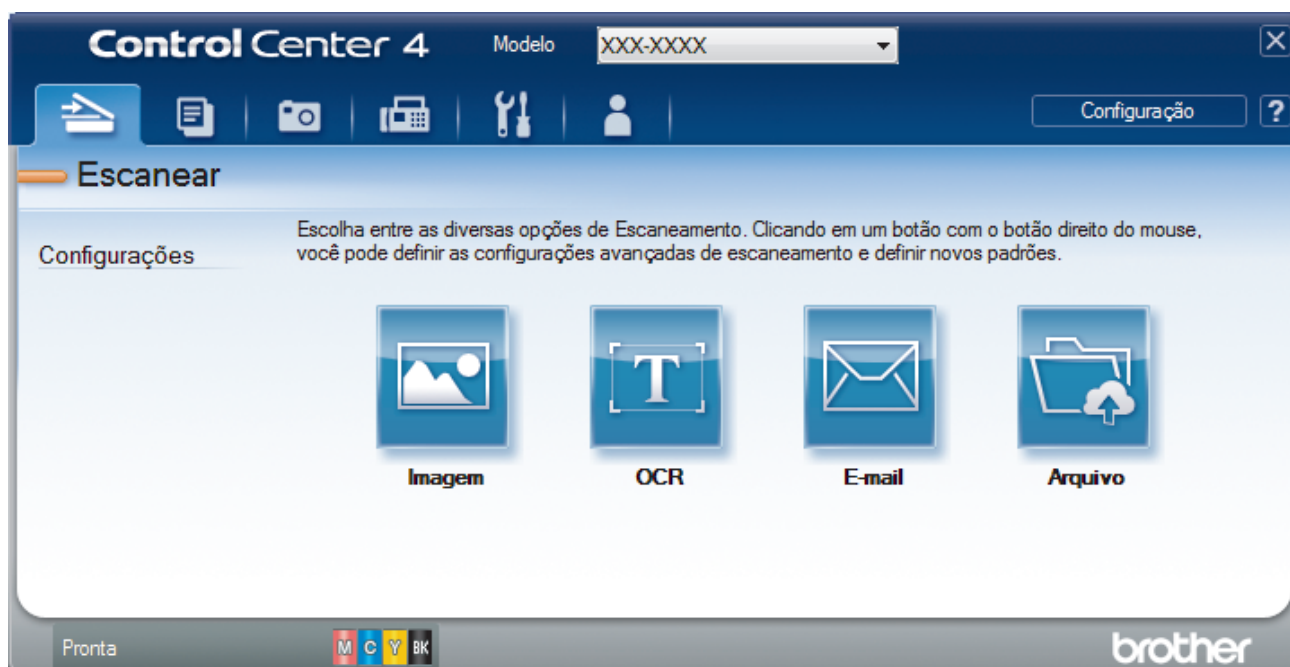 Control Center 4
Modelo
XXX-XXXX
Configuração
?
Escanear
Configurações
Escolha entre as diversas opções de Escaneamento. Clicando em um botão com o botão direito do mouse,
você pode definir as configurações avançadas de escaneamento e definir novos padrões.
T
Imagem
OCR
E-mail
Arquivo
Pronta
M C Y BK
brother